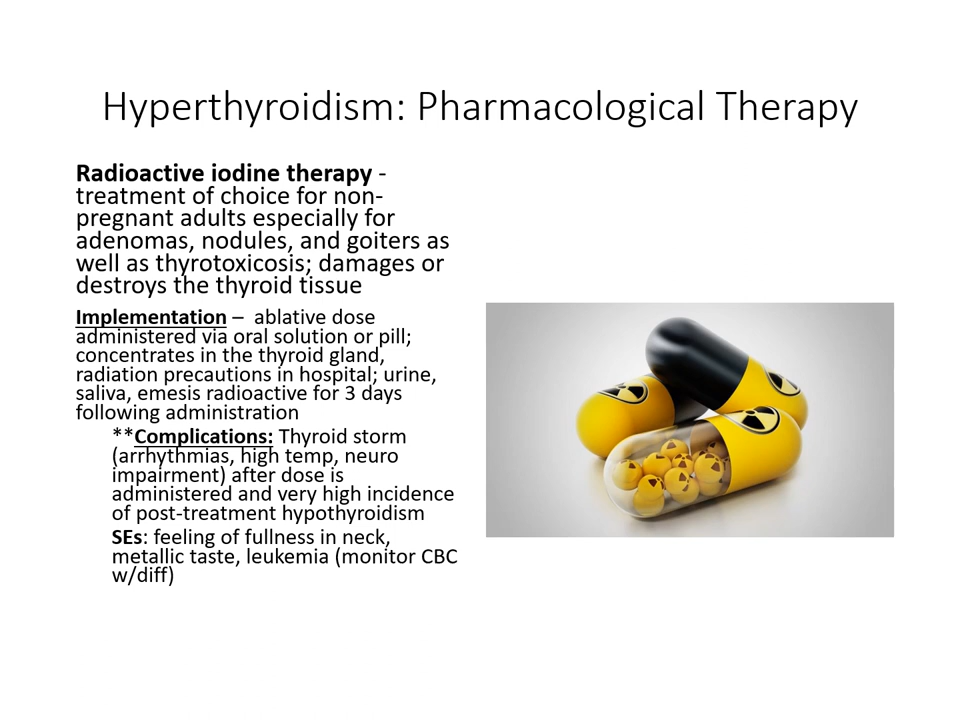 Hyperthyroidism: Pharmacological Therapy
Radioactive iodine therapy -
treatment of choice for non-
pregnant adults especially for
adenomas, nodules, and goiters as
well as thyrotoxicosis; damages or
destroys the thyroid tissue
Implementation –  ablative dose
administered via oral solution or pill;
concentrates in the thyroid gland,
radiation precautions in hospital; urine,
saliva, emesis radioactive for 3 days
following administration
**Complications: Thyroid storm
(arrhythmias, high temp, neuro
impairment) after dose is
administered and very high incidence
of post-treatment hypothyroidism
SEs: feeling of fullness in neck,
metallic taste, leukemia (monitor CBC
w/diff)